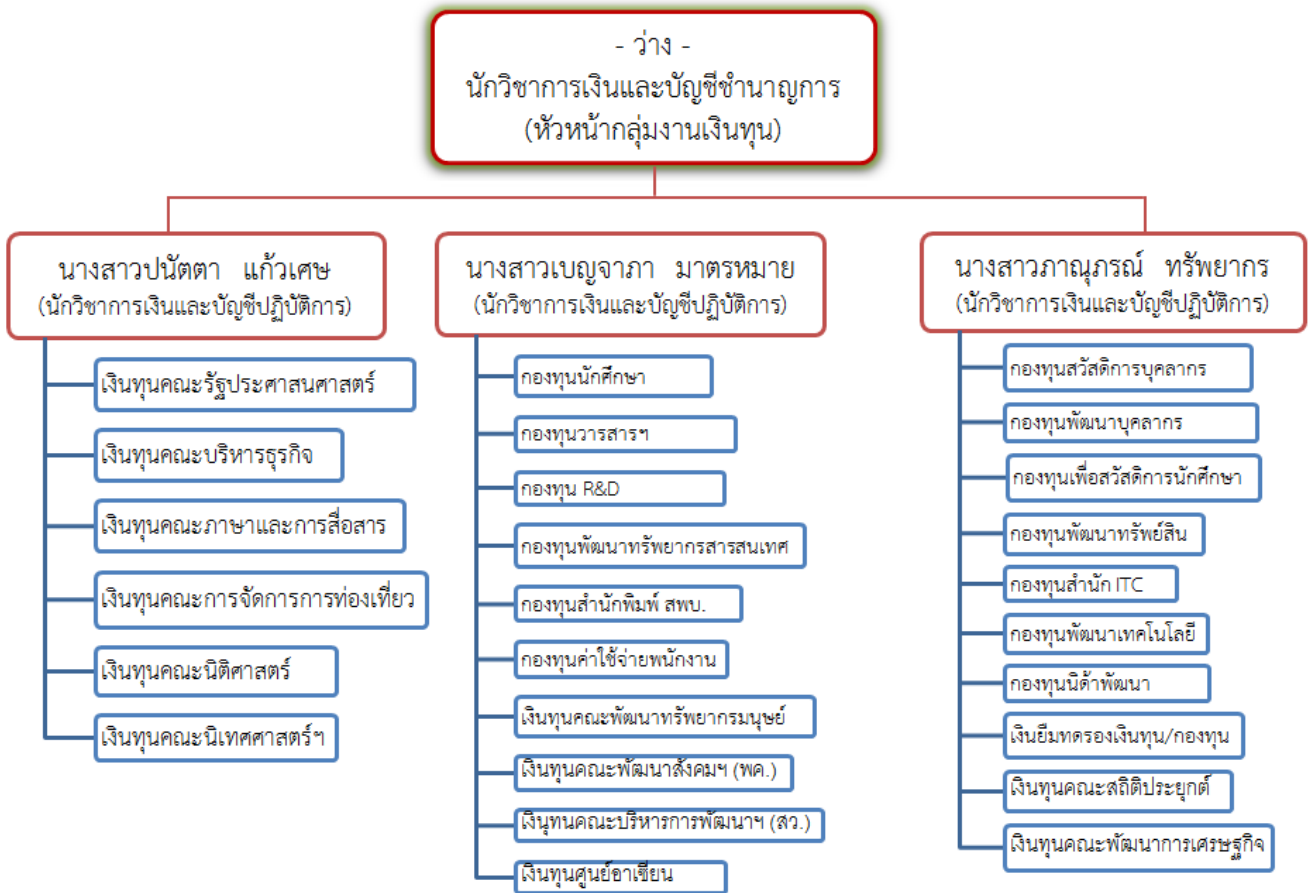 - ว่าง -
นักวิชาการเงินและบัญชีชำนาญการ
(หัวหน้ากลุ่มงานเงินทุน)
นางสาวปนัตตา แก้วเศษ
(นักวิชาการเงินและบัญชีปฏิบัติการ)
เงินทุนคณะรัฐประศาสนศาสตร์
เงินทุนคณะบริหารธุรกิจ
เงินทุนคณะภาษาและการสื่อสาร
เงินทุนคณะการจัดการการท่องเที่ยว
เงินทุนคณะนิติศาสตร์
เงินทุนคณะนิเทศศาสตร์ฯ
นางสาวเบญจาภา มาตรหมาย
(นักวิชาการเงินและบัญชีปฏิบัติการ)
กองทุนนักศึกษา
กองทุนวารสารฯ
กองทุน R&D
กองทุนพัฒนาทรัพยากรสารสนเทศ
กองทุนสำนักพิมพ์ สพบ.
กองทุนค่าใช้จ่ายพนักงาน
เงินทุนคณะพัฒนาทรัพยากรมนุษย์
เงินทุนคณะพัฒนาสังคมฯ (พค.)
เงินุทนคณะบริหารการพัฒนาฯ (สว.)
เงินทุนศูนย์อาเซียน
นางสาวภาณุภรณ์ ทรัพยากร
(นักวิชาการเงินและบัญชีปฏิบัติการ)
กองทุนสวัสดิการบุคลากร
กองทุนพัฒนาบุคลากร
กองทุนเพื่อสวัสดิการนักศึกษา
กองทุนพัฒนาทรัพย์สิน
กองทุนสำนัก ITC
กองทุนพัฒนาเทคโนโลยี
กองทุนนิด้าพัฒนา
เงินยืมทดรองเงินทุน/กองทุน
เงินทุนคณะสถิติประยุกต์
เงินทุนคณะพัฒนาการเศรษฐกิจ